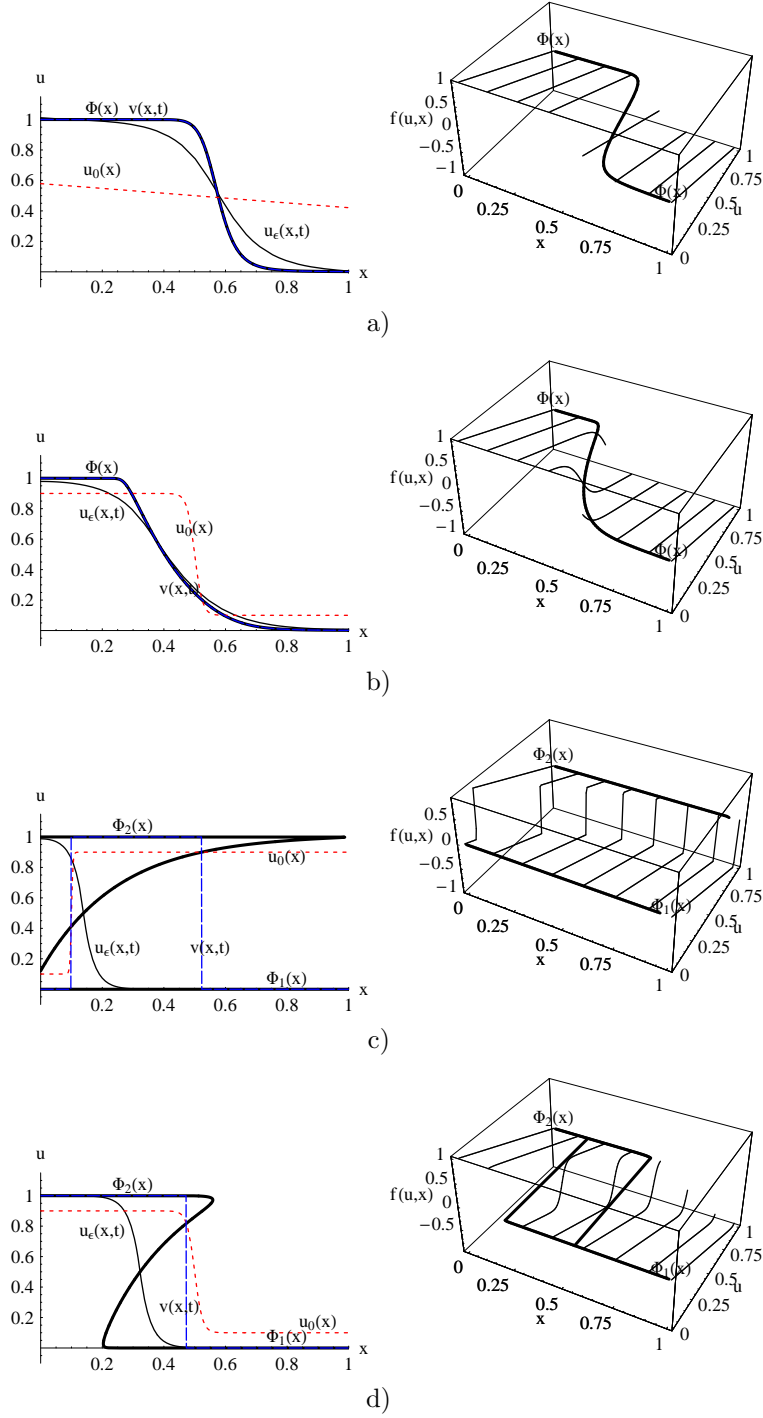 u
Φ(x) v(x,t)
1
0.8
0.6
0.4
0.2
u₀(x)
u_ϵ(x,t)
0.2 0.4 0.6 0.8 1
x
Φ(x)
1
0.5
0
−0.5
−1
f(u,x)
0 0.25 0.5 0.75 1
x
Φ(x)
0 0.25 0.5 0.75 1
u
a)
u
Φ(x)
1
0.8
0.6
0.4
0.2
u_ϵ(x,t)
u₀(x)
v(x,t)
0.2 0.4 0.6 0.8 1
x
Φ(x)
1
0.5
0
−0.5
−1
f(u,x)
0 0.25 0.5 0.75 1
x
Φ(x)
0 0.25 0.5 0.75 1
u
b)
u
Φ₂(x)
1
0.8
0.6
0.4
0.2
u₀(x)
u_ϵ(x,t)
v(x,t)
Φ₁(x)
0.2 0.4 0.6 0.8 1
x
Φ₂(x)
0.5
0
−0.5
−1
f(u,x)
0 0.25 0.5 0.75 1
x
Φ₁(x)
0 0.25 0.5 0.75 1
u
c)
u
Φ₂(x)
1
0.8
0.6
0.4
0.2
u_ϵ(x,t)
v(x,t)
u₀(x)
Φ₁(x)
0.2 0.4 0.6 0.8 1
x
Φ₂(x)
1
0.5
0
−0.5
f(u,x)
0 0.25 0.5 0.75 1
x
Φ₁(x)
0 0.25 0.5 0.75 1
u
d)